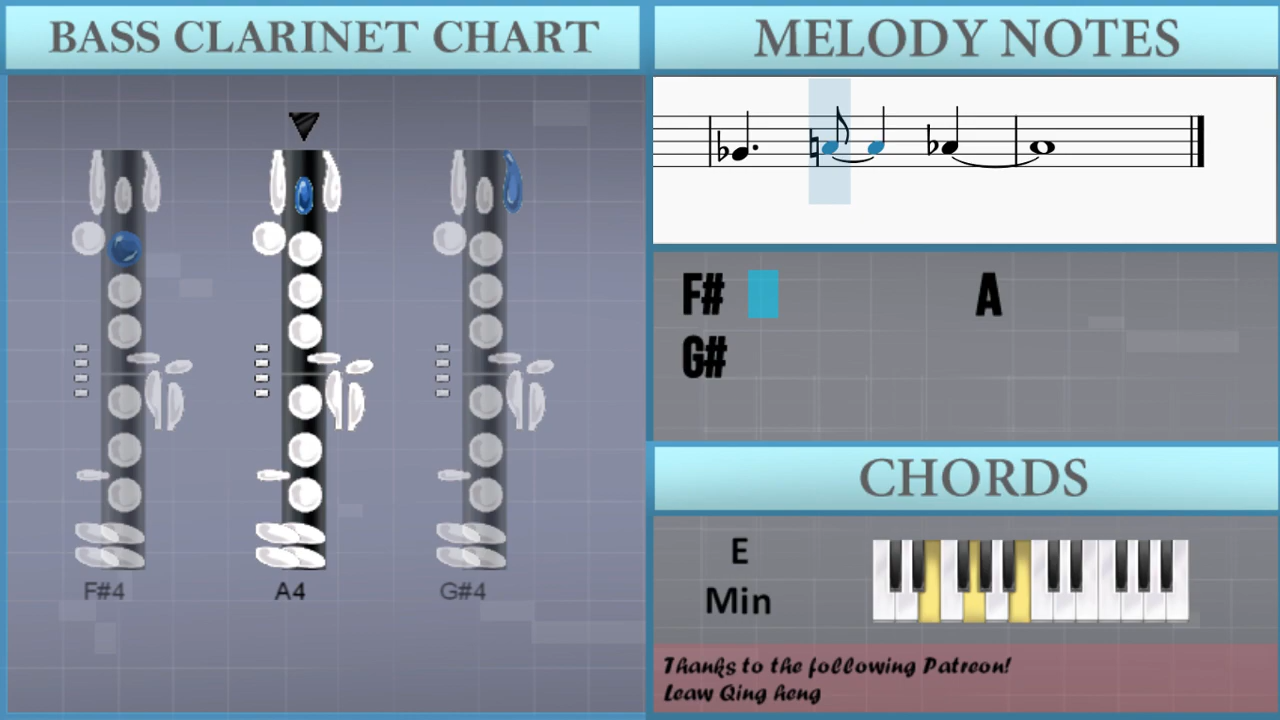 BASS CLARINET CHART
MELODY NOTES
F# A
G#
F#4 A4 G#4
CHORDS
E
Min
Thanks to the following Patreon!
Leaw Qing heng